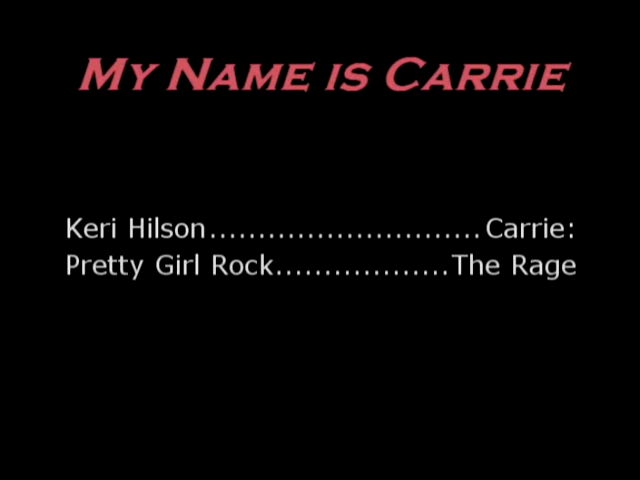 MY NAME IS CARRIE
Keri Hilson............................Carrie:
Pretty Girl Rock..................The Rage